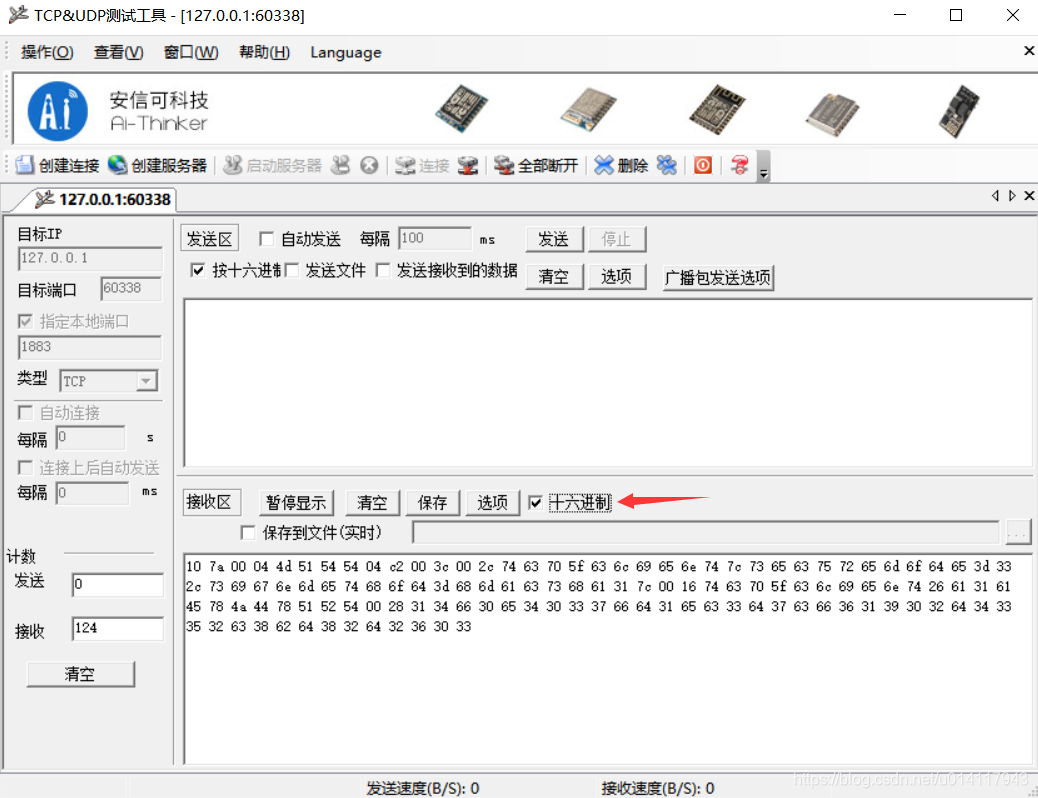 TCP&UDP测试工具 - [127.0.0.1:60338]
操作(O) 查看(V) 窗口(W) 帮助(H) Language
Ai 安信可科技
Ai-Thinker
创建连接 创建服务器 启动服务器 连接 全部断开 删除
127.0.0.1:60338
目标IP
127.0.0.1
目标端口 60338
指定本地端口
1883
类型 TCP
自动连接
每隔 0 s
连接上后自动发送
每隔 0 ms
计数
发送 0
接收 124
清空
发送区 自动发送 每隔 100 ms 发送 停止
按十六进制 发送文件 发送接收到的数据 清空 选项 广播包发送选项
接收区 暂停显示 清空 保存 选项 十六进制
保存到文件(实时) ...
10 7a 00 04 4d 51 54 54 04 c2 00 3c 00 2c 74 63 70 5f 63 6c 69 65 6e 74 7c 73 65 63 75 72 65 6d 6f 64 65 3d 33
2c 73 69 67 6e 6d 65 74 68 6f 64 3d 68 6d 61 63 73 68 61 31 7c 00 16 74 63 70 5f 63 6c 69 65 6e 74 26 61 31 61
45 78 4a 44 78 51 52 54 00 28 31 34 66 30 65 34 30 33 37 66 64 31 65 63 33 64 37 63 66 36 31 39 30 32 64 34 33
35 32 63 38 62 64 38 32 64 32 36 30 33
发送速度(B/S): 0 接收速度(B/S): 0
https://blog.csdn.net/u014117943